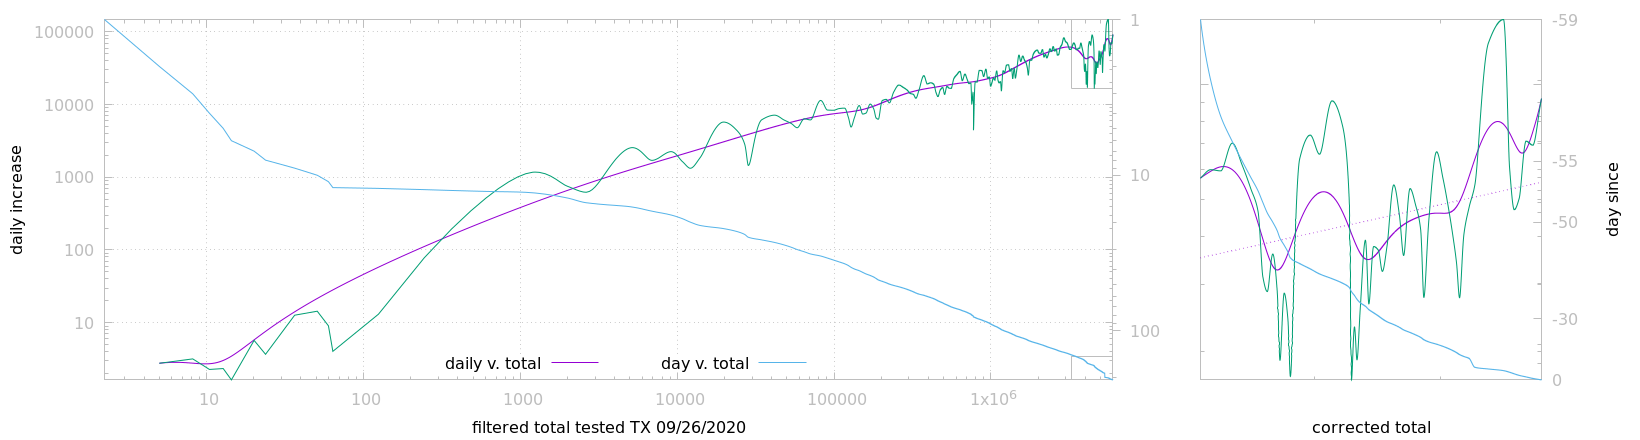 100000
10000
1000
100
10
daily increase
10
100
1000
10000
100000
1x10⁶
filtered total tested TX 09/26/2020
daily v. total
day v. total
1
10
100
-59
-55
-50
-30
0
day since
corrected total